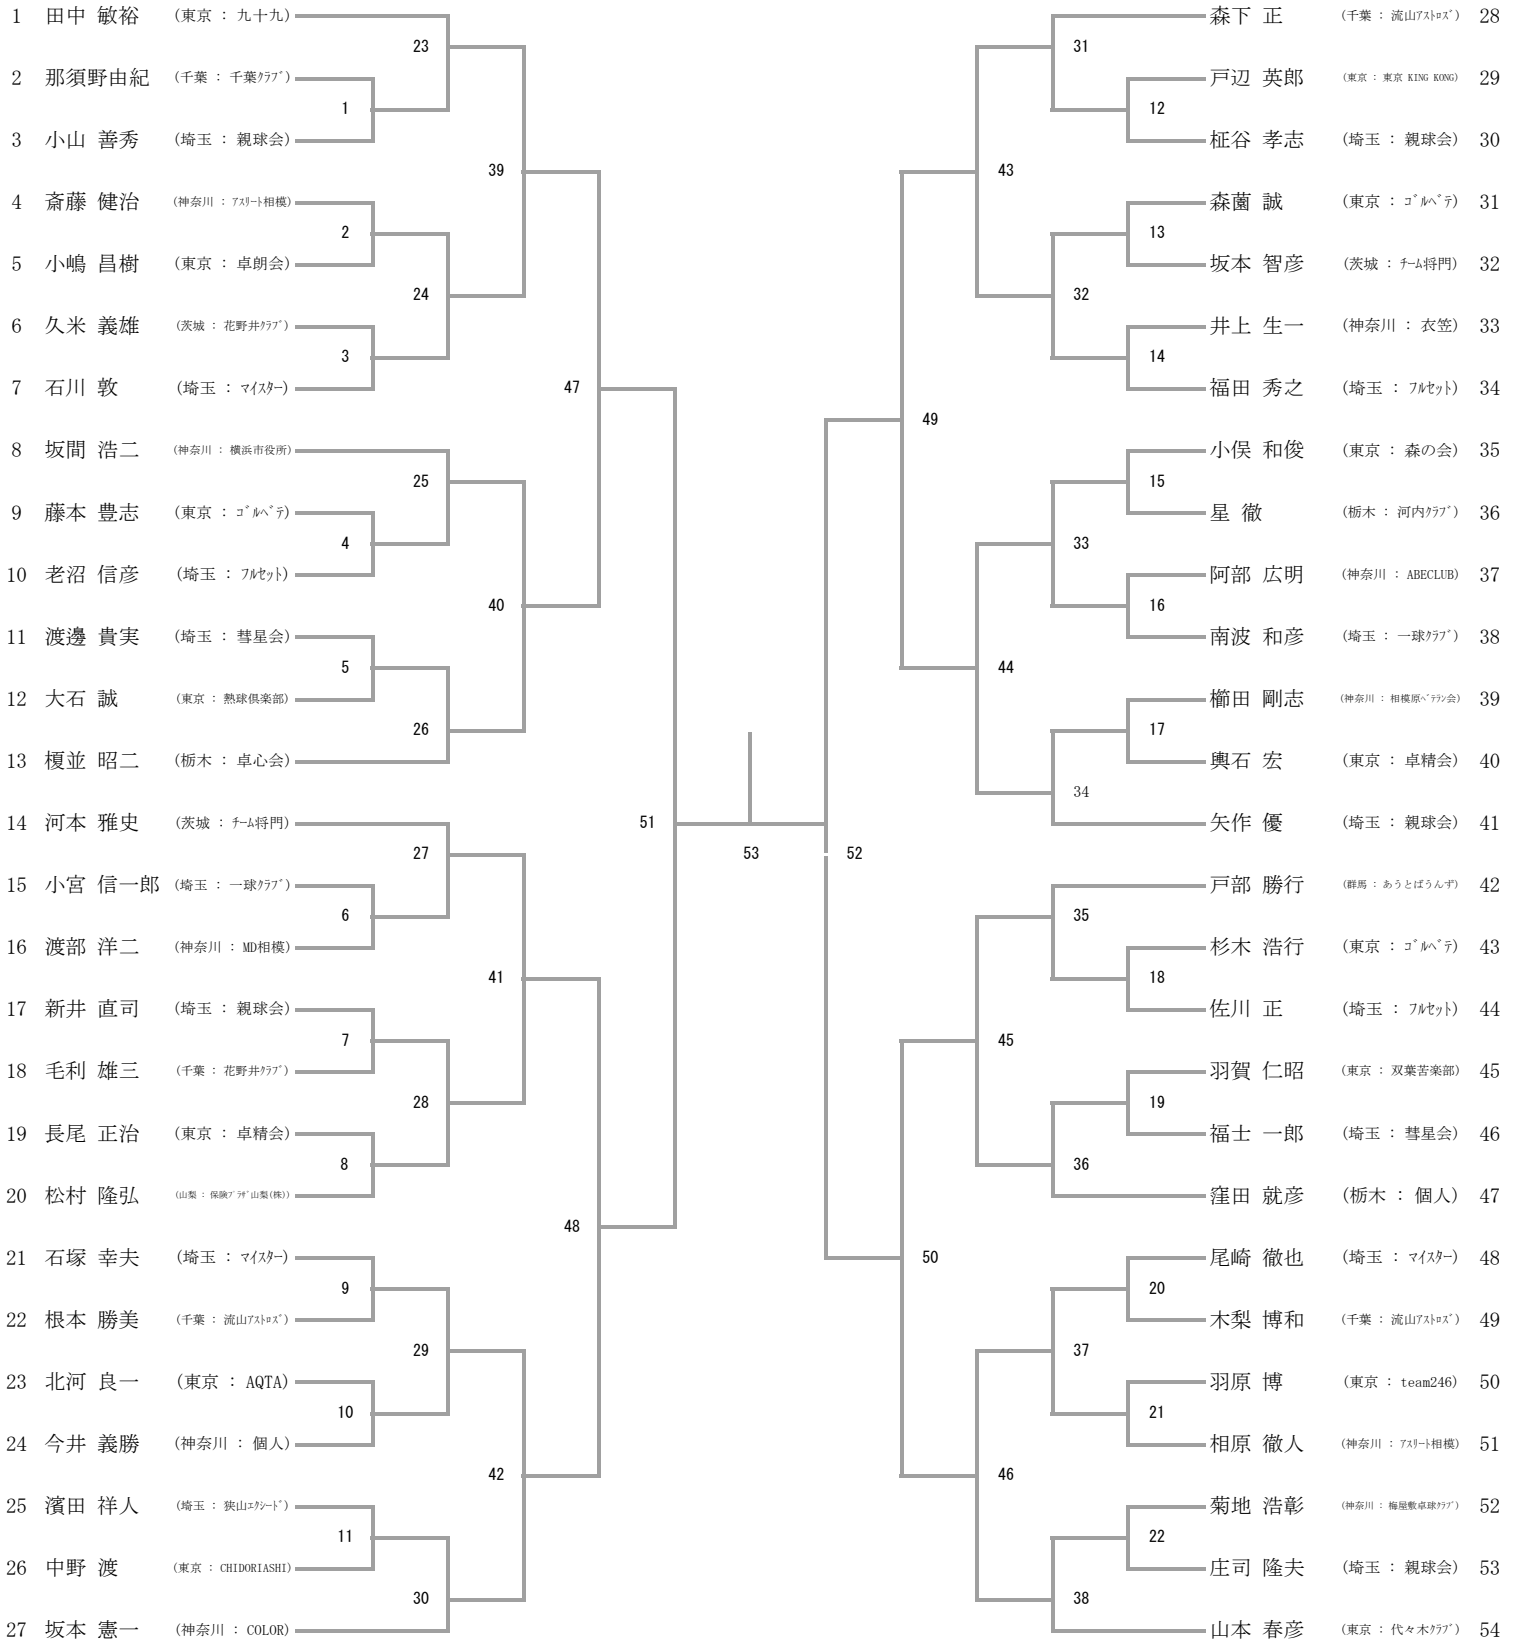 1 田中 敏裕 (東京 : 九十九)
23
2 那須野由紀 (千葉 : 千葉ｸﾗﾌﾞ)
1
3 小山 善秀 (埼玉 : 親球会)
39
4 斎藤 健治 (神奈川 : ｱｽﾘｰﾄ相模)
2
5 小嶋 昌樹 (東京 : 卓朗会)
24
6 久米 義雄 (茨城 : 花野井ｸﾗﾌﾞ)
3
7 石川 敦 (埼玉 : ﾏｲｽﾀｰ)
47
8 坂間 浩二 (神奈川 : 横浜市役所)
25
9 藤本 豊志 (東京 : ｺﾞﾙﾍﾞﾃ)
4
10 老沼 信彦 (埼玉 : ﾌﾙｾｯﾄ)
40
11 渡邊 貴実 (埼玉 : 彗星会)
5
12 大石 誠 (東京 : 熱球倶楽部)
26
13 榎並 昭二 (栃木 : 卓心会)
51
14 河本 雅史 (茨城 : ﾁｰﾑ将門)
27
15 小宮 信一郎 (埼玉 : 一球ｸﾗﾌﾞ)
6
16 渡部 洋二 (神奈川 : MD相模)
41
17 新井 直司 (埼玉 : 親球会)
7
18 毛利 雄三 (千葉 : 花野井ｸﾗﾌﾞ)
28
19 長尾 正治 (東京 : 卓精会)
8
20 松村 隆弘 (山梨 : 保険ﾌﾟﾗｻﾞ山梨(株))
48
21 石塚 幸夫 (埼玉 : ﾏｲｽﾀｰ)
9
22 根本 勝美 (千葉 : 流山ｱｽﾄﾛｽﾞ)
29
23 北河 良一 (東京 : AQTA)
10
24 今井 義勝 (神奈川 : 個人)
42
25 濱田 祥人 (埼玉 : 狭山ｴｸｼｰﾄﾞ)
11
26 中野 渡 (東京 : CHIDORIASHI)
30
27 坂本 憲一 (神奈川 : COLOR)
53
52
森下 正 (千葉 : 流山ｱｽﾄﾛｽﾞ) 28
31
戸辺 英郎 (東京 : 東京 KING KONG) 29
12
柾谷 孝志 (埼玉 : 親球会) 30
43
森薗 誠 (東京 : ｺﾞﾙﾍﾞﾃ) 31
13
坂本 智彦 (茨城 : ﾁｰﾑ将門) 32
32
井上 生一 (神奈川 : 衣笠) 33
14
福田 秀之 (埼玉 : ﾌﾙｾｯﾄ) 34
49
小俣 和俊 (東京 : 森の会) 35
15
星 徹 (栃木 : 河内ｸﾗﾌﾞ) 36
33
阿部 広明 (神奈川 : ABECLUB) 37
16
南波 和彦 (埼玉 : 一球ｸﾗﾌﾞ) 38
44
櫛田 剛志 (神奈川 : 相模原ﾍﾞﾃﾗﾝ会) 39
17
輿石 宏 (東京 : 卓精会) 40
34
矢作 優 (埼玉 : 親球会) 41
戸部 勝行 (群馬 : あうとばうんず) 42
35
杉木 浩行 (東京 : ｺﾞﾙﾍﾞﾃ) 43
18
佐川 正 (埼玉 : ﾌﾙｾｯﾄ) 44
45
羽賀 仁昭 (東京 : 双葉苦楽部) 45
19
福士 一郎 (埼玉 : 彗星会) 46
36
窪田 就彦 (栃木 : 個人) 47
50
尾崎 徹也 (埼玉 : ﾏｲｽﾀｰ) 48
20
木梨 博和 (千葉 : 流山ｱｽﾄﾛｽﾞ) 49
37
羽原 博 (東京 : team246) 50
21
相原 徹人 (神奈川 : ｱｽﾘｰﾄ相模) 51
46
菊地 浩彰 (神奈川 : 梅屋敷卓球ｸﾗﾌﾞ) 52
22
庄司 隆夫 (埼玉 : 親球会) 53
38
山本 春彦 (東京 : 代々木ｸﾗﾌﾞ) 54